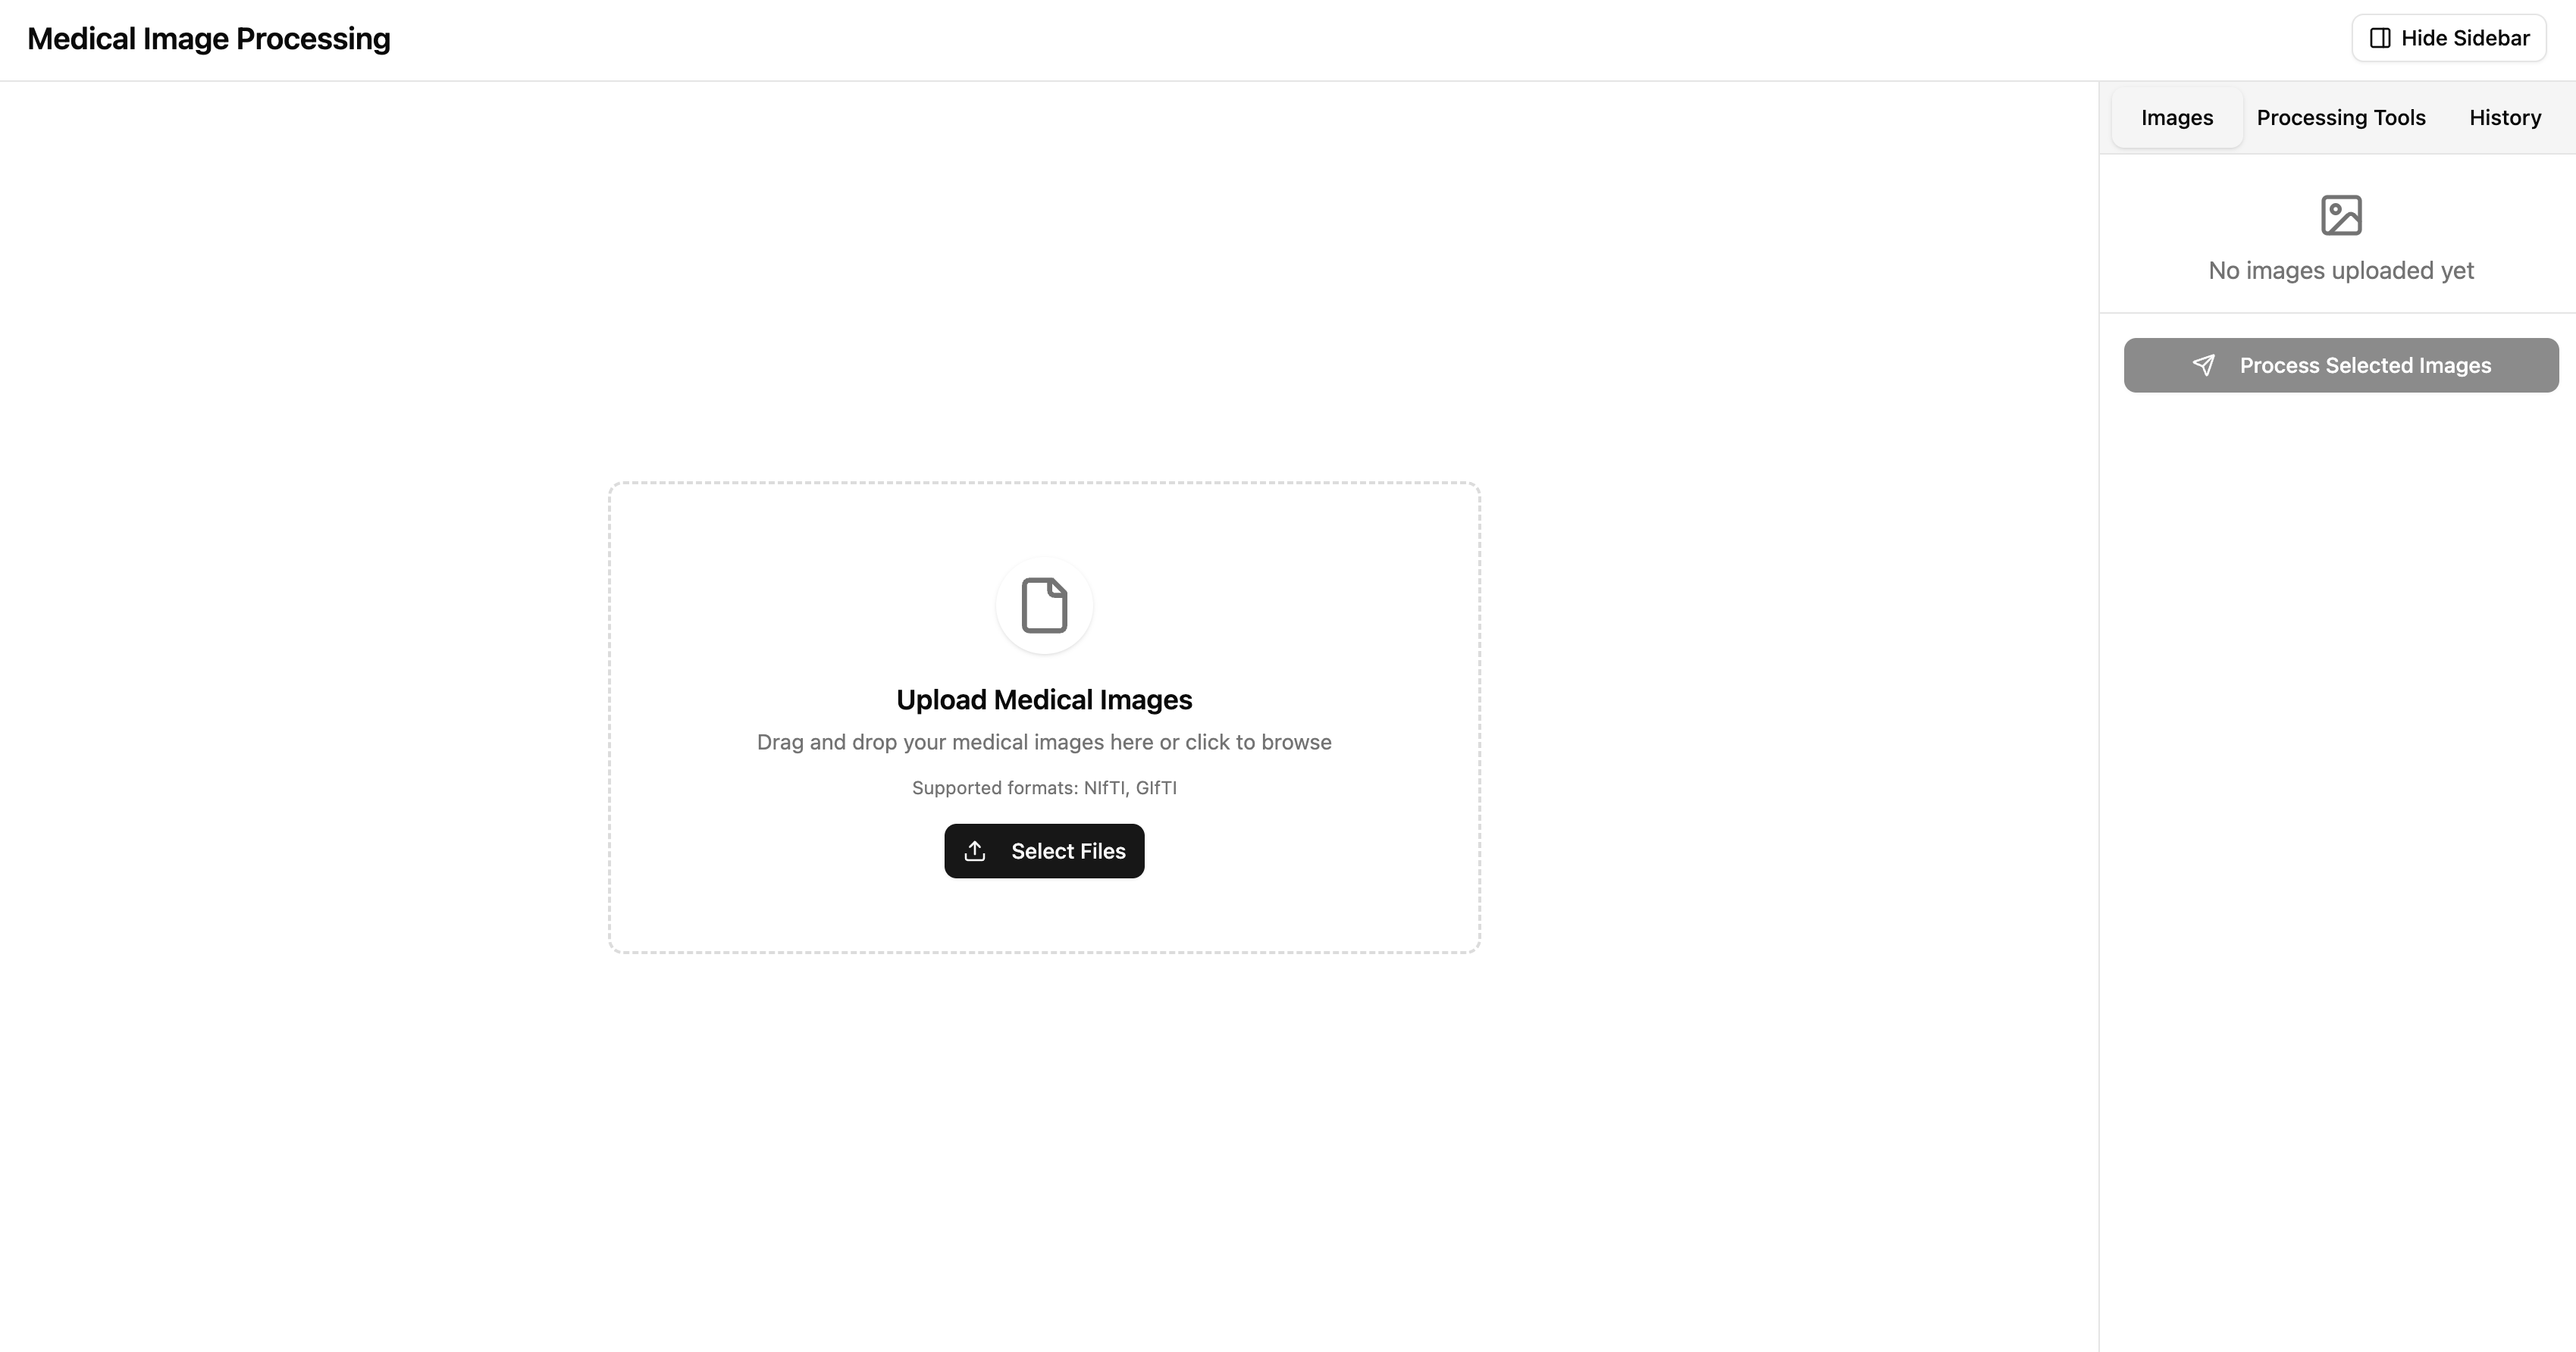 Medical Image Processing
Hide Sidebar
Images
Processing Tools
History
No images uploaded yet
Process Selected Images
Upload Medical Images
Drag and drop your medical images here or click to browse
Supported formats: NIfTI, GIfTI
Select Files